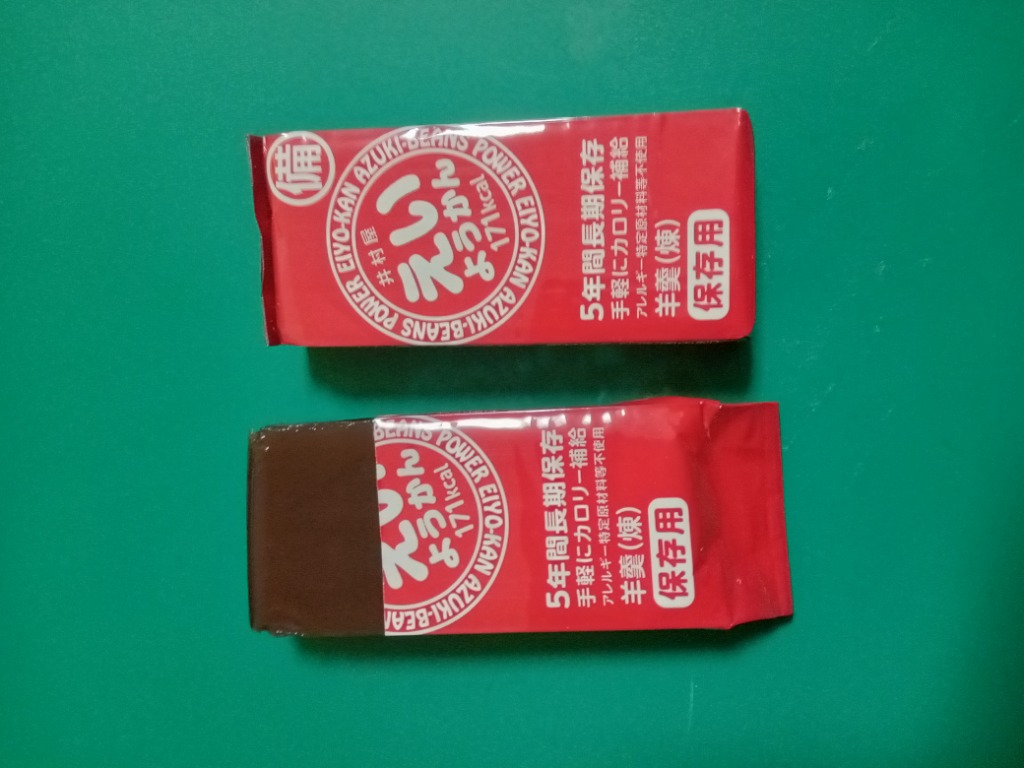 備
AZUKI-BEANS POWER EIYO-KAN AZUKI-BEANS POWER EIYO-KAN
井村屋
えいようかん
171kcal
5年間長期保存
手軽にカロリー補給
アレルギー特定原材料等不使用
羊羹(煉)
保存用
BEANS POWER EIYO-KAN AZUKI-BEAN
えい
ようかん
171kcal
5年間長期保存
手軽にカロリー補給
アレルギー特定原材料等不使用
羊羹(煉)
保存用